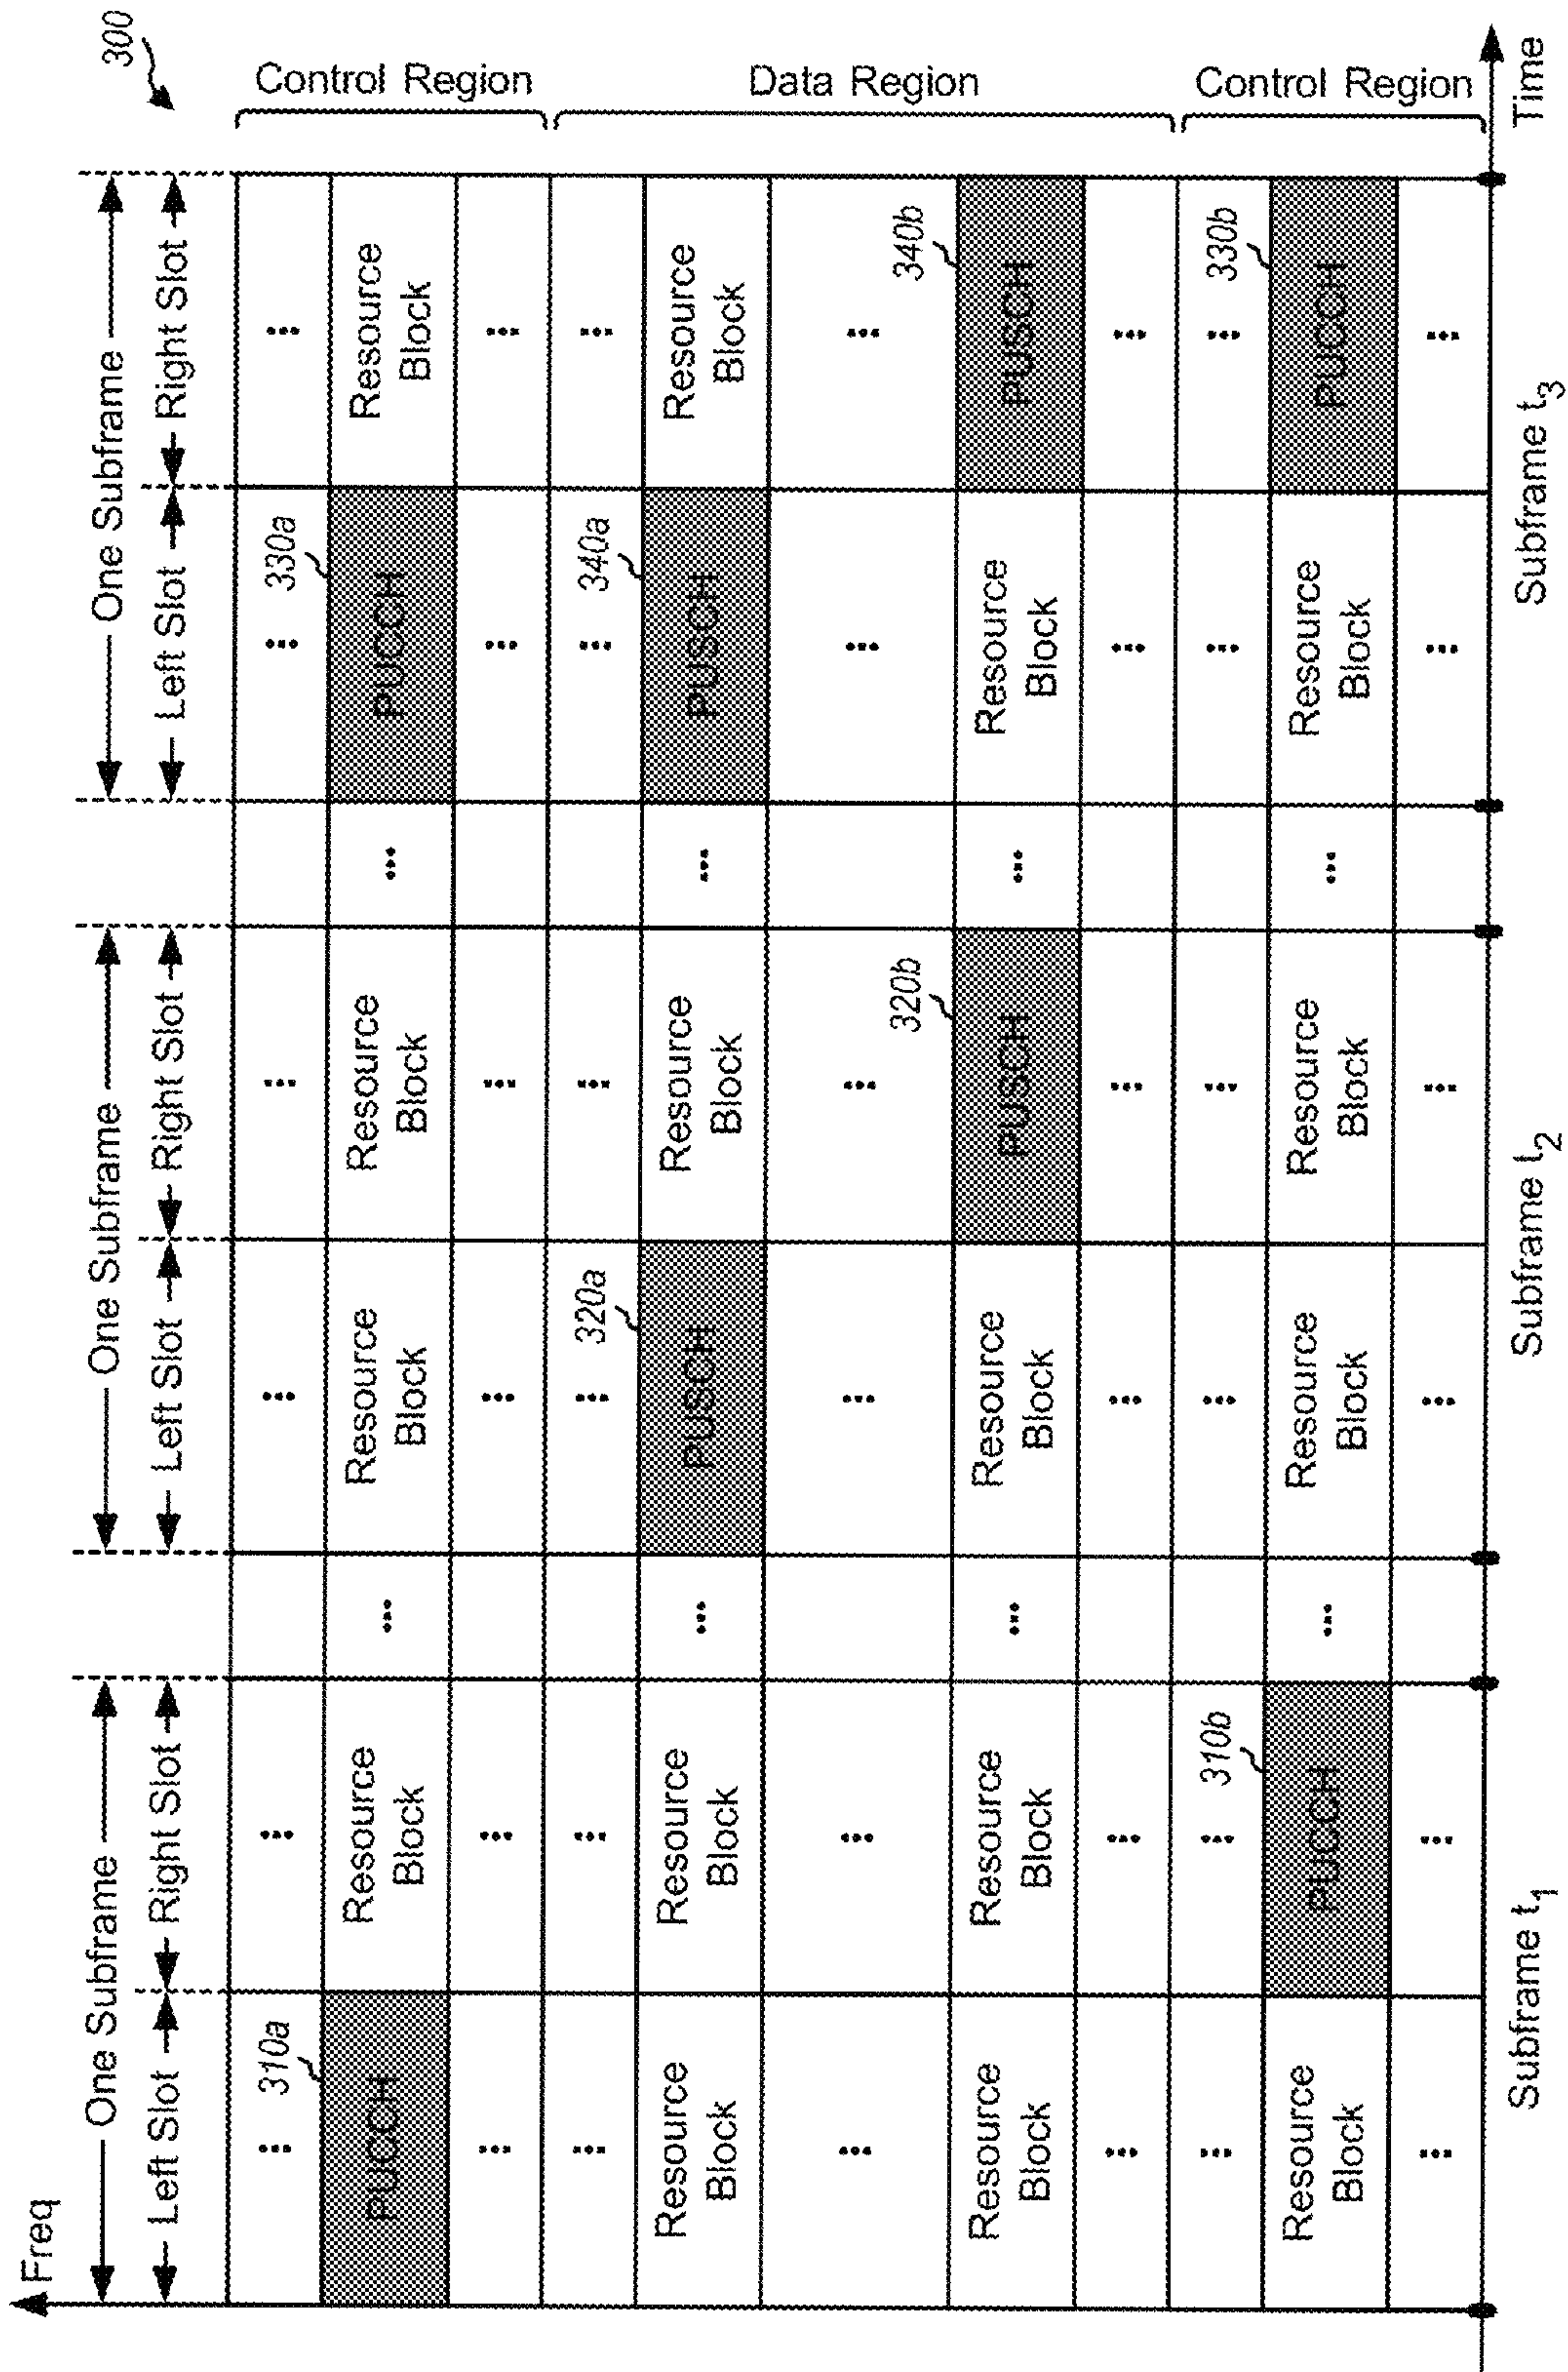 300
Freq
One Subframe One Subframe One Subframe
Left Slot Right Slot Left Slot Right Slot Left Slot Right Slot
310a 330a
... ... ... ... ... ...
PUCCH Resource Block ... Resource Block Resource Block ... PUCCH Resource Block
Control Region
... ... ... ... ... ...
320a 340a
... ... ... ... ... ...
Resource Block Resource Block ... PUSCH Resource Block ... PUSCH Resource Block
... ... ... ... ... ...
Data Region
320b 340b
Resource Block Resource Block ... Resource Block PUSCH ... Resource Block PUSCH
... ... ... ... ... ...
310b 330b
... ... ... ... ... ...
Resource Block PUCCH ... Resource Block Resource Block ... Resource Block PUCCH
Control Region
... ... ... ... ... ...
Subframe t1 Subframe t2 Subframe t3 Time